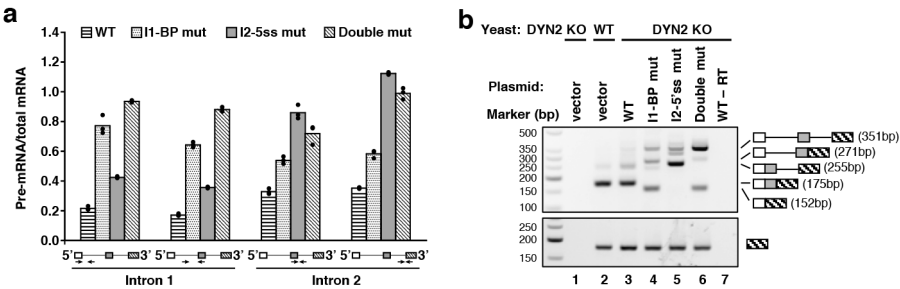 a
Pre-mRNA/total mRNA
1.4
1.2
1.0
0.8
0.6
0.4
0.2
0.0
WT I1-BP mut I2-5ss mut Double mut
5' 3' 5' 3' 5' 3' 5' 3'
Intron 1 Intron 2
b
Yeast: DYN2 KO WT DYN2 KO
Plasmid:
vector
vector
WT
I1-BP mut
I2-5'ss mut
Double mut
WT – RT
Marker (bp)
500
350
300
250
200
150
100
(351bp)
(271bp)
(255bp)
(175bp)
(152bp)
250
200
150
1 2 3 4 5 6 7